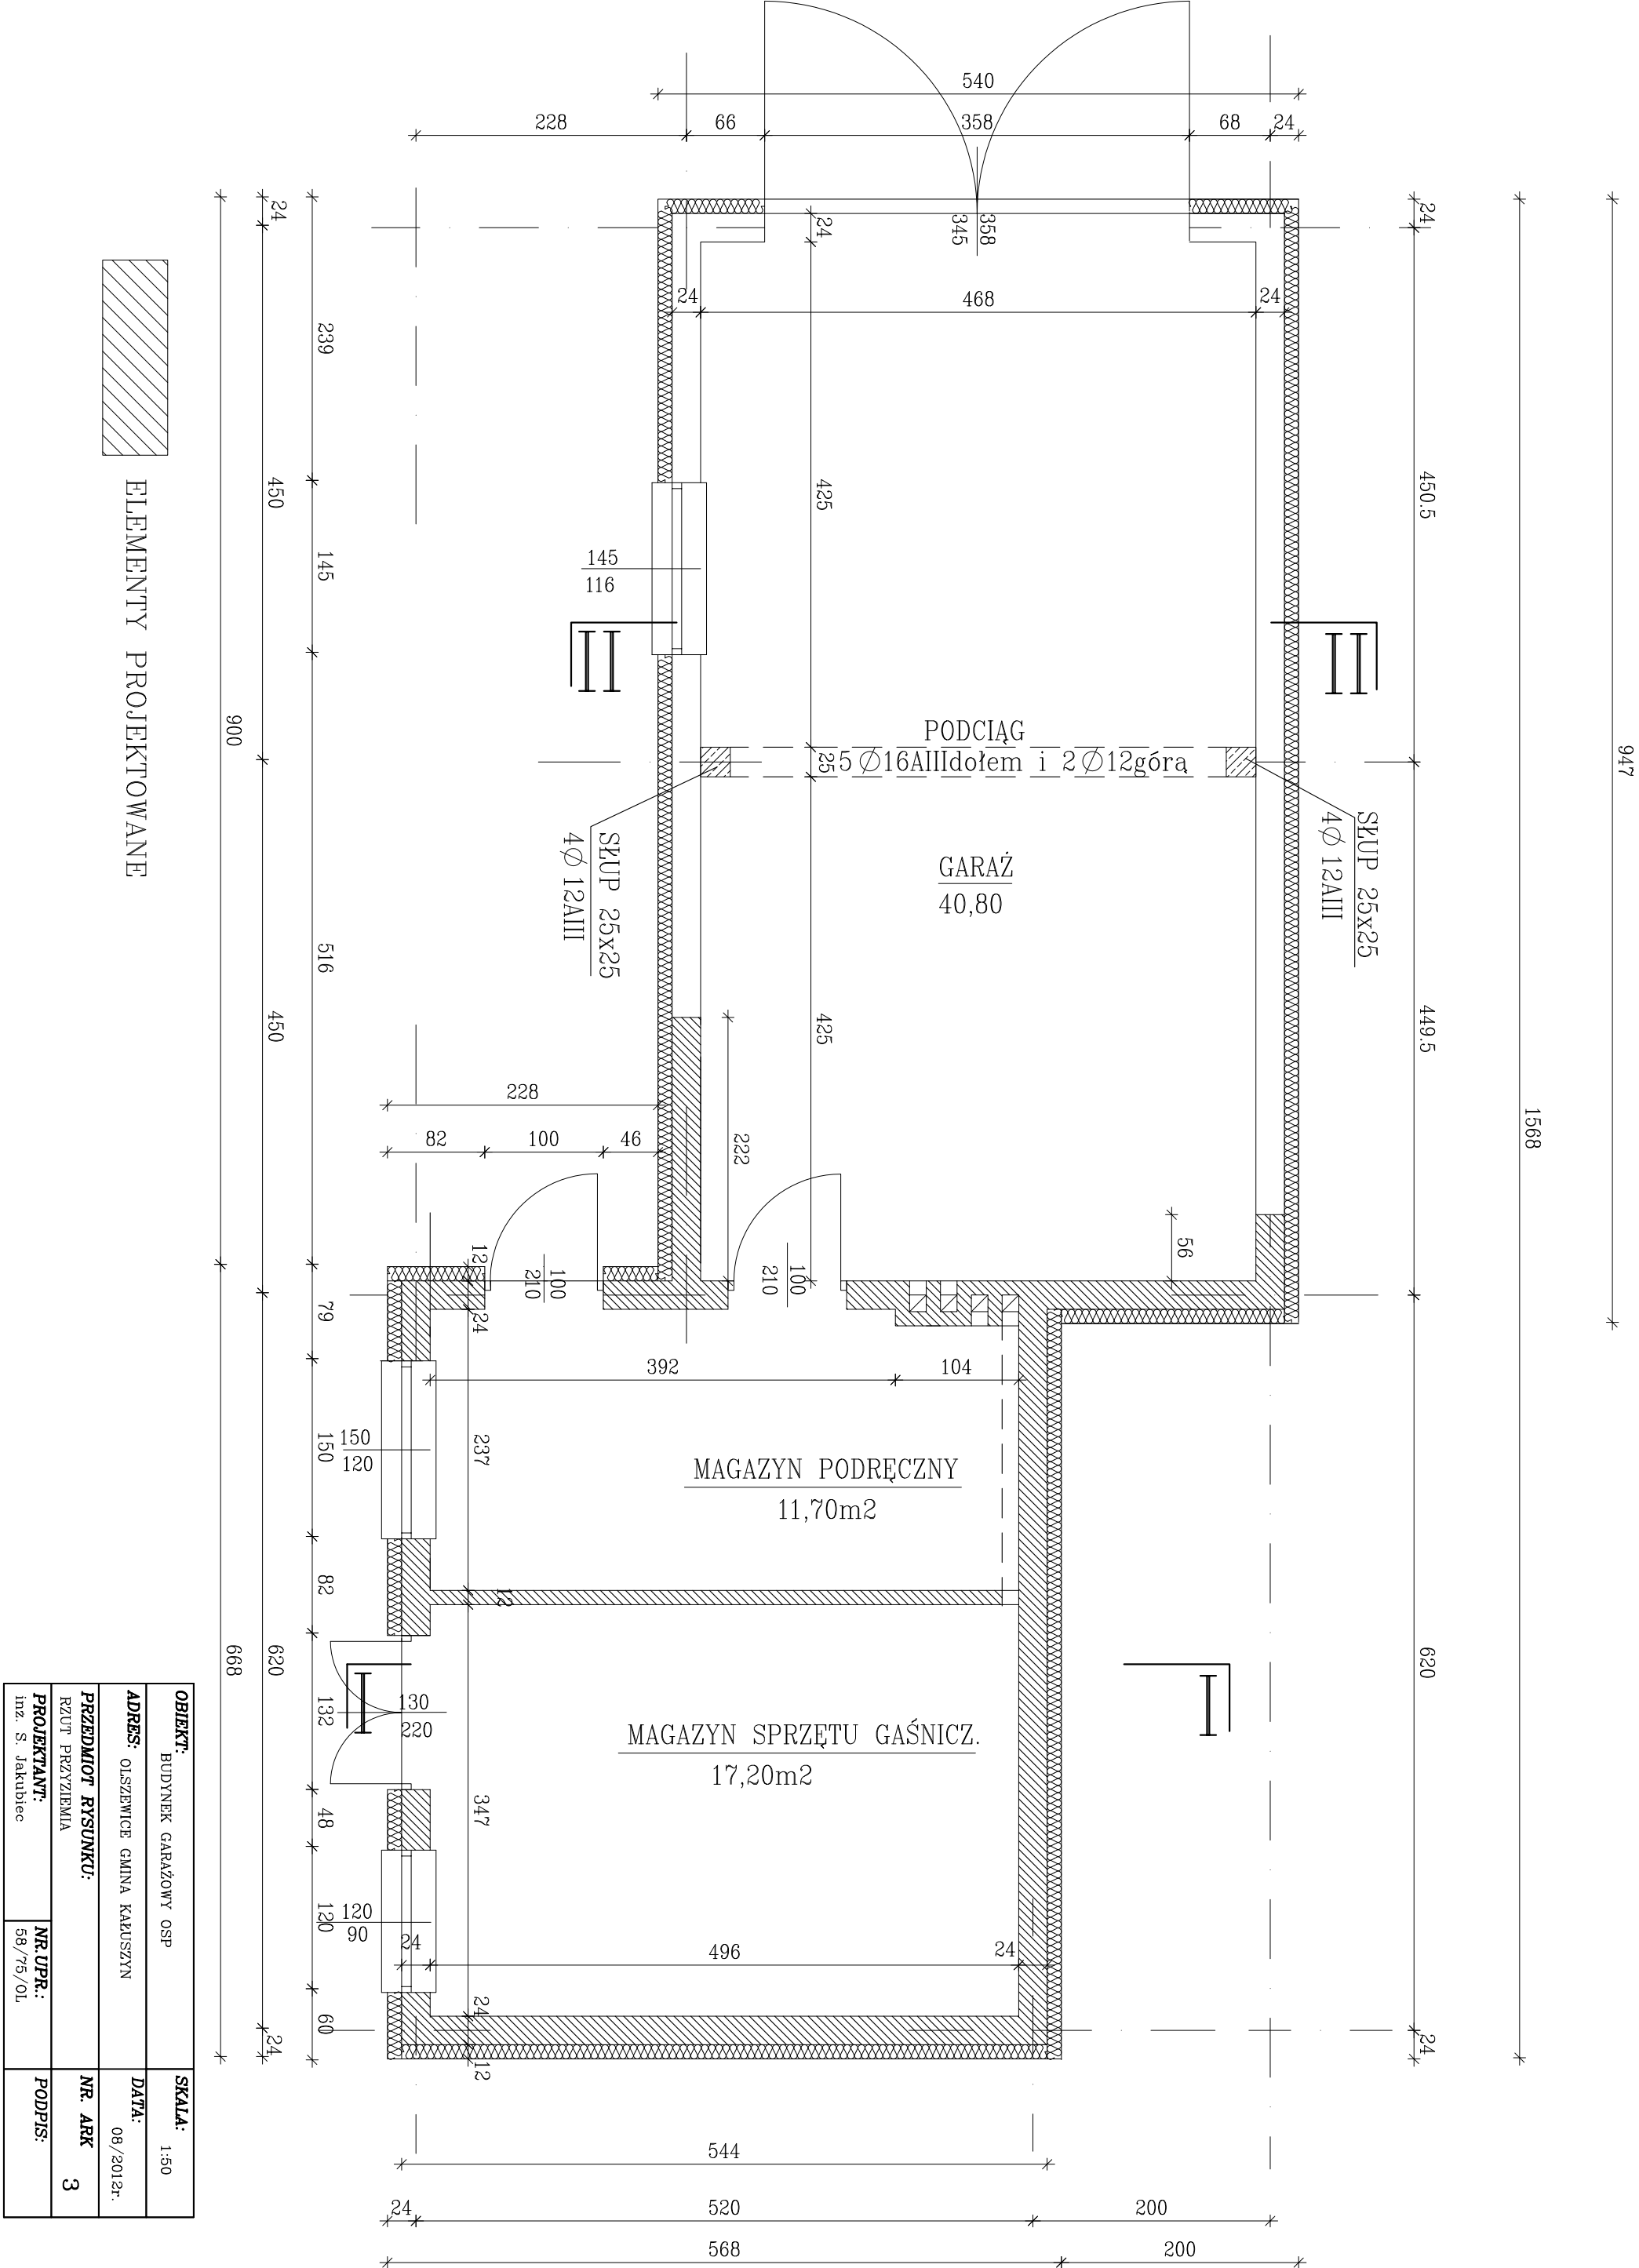 540
228
66
358
68
24
24
24
24
358
345
947
24
468
24
239
450
450.5
425
145
145
116
II
II
ELEMENTY PROJEKTOWANE
900
PODCIĄG
25
5∅16AIIIdołem i 2∅12górą
SŁUP 25x25
4∅12AIII
SŁUP 25x25
4∅12AIII
GARAŻ
40,80
516
450
425
449.5
1568
228
82
100
46
222
56
12
100
210
100
210
79
24
392
104
150
150
120
237
MAGAZYN PODRĘCZNY
11,70m2
82
12
668
620
620
132
130
220
I
I
MAGAZYN SPRZĘTU GAŚNICZ.
17,20m2
48
347
120
120
90
24
496
24
60
24
24
24
12
544
24
520
200
568
200
OBIEKT:
BUDYNEK GARAŻOWY OSP
SKALA: 1:50
ADRES: OLSZEWICE GMINA KAŁUSZYN
DATA: 08/2012r.
PRZEDMIOT RYSUNKU:
RZUT PRZYZIEMIA
NR. ARK 3
PROJEKTANT:
inż. S. Jakubiec
NR.UPR.:
58/75/OL
PODPIS: